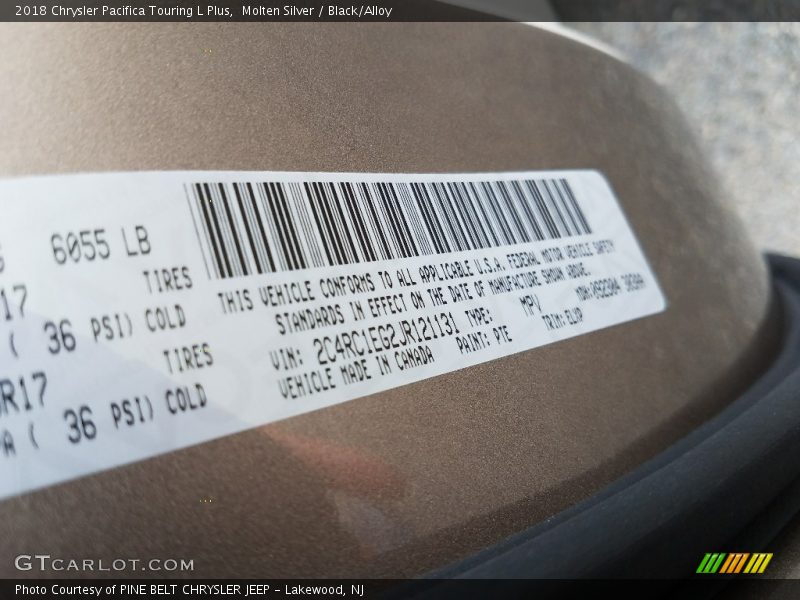 2018 Chrysler Pacifica Touring L Plus, Molten Silver / Black/Alloy
6055 LB
TIRES
THIS VEHICLE CONFORMS TO ALL APPLICABLE U.S.A. FEDERAL MOTOR VEHICLE SAFETY
17
( 36 PSI) COLD
STANDARDS IN EFFECT ON THE DATE OF MANUFACTURE SHOWN ABOVE.
TIRES
VIN: 2C4RC1EG2JR121131 TYPE: MPV
R17
VEHICLE MADE IN CANADA PAINT: PTE TRIM:
( 36 PSI) COLD
GTCARLOT.COM
Photo Courtesy of PINE BELT CHRYSLER JEEP - Lakewood, NJ